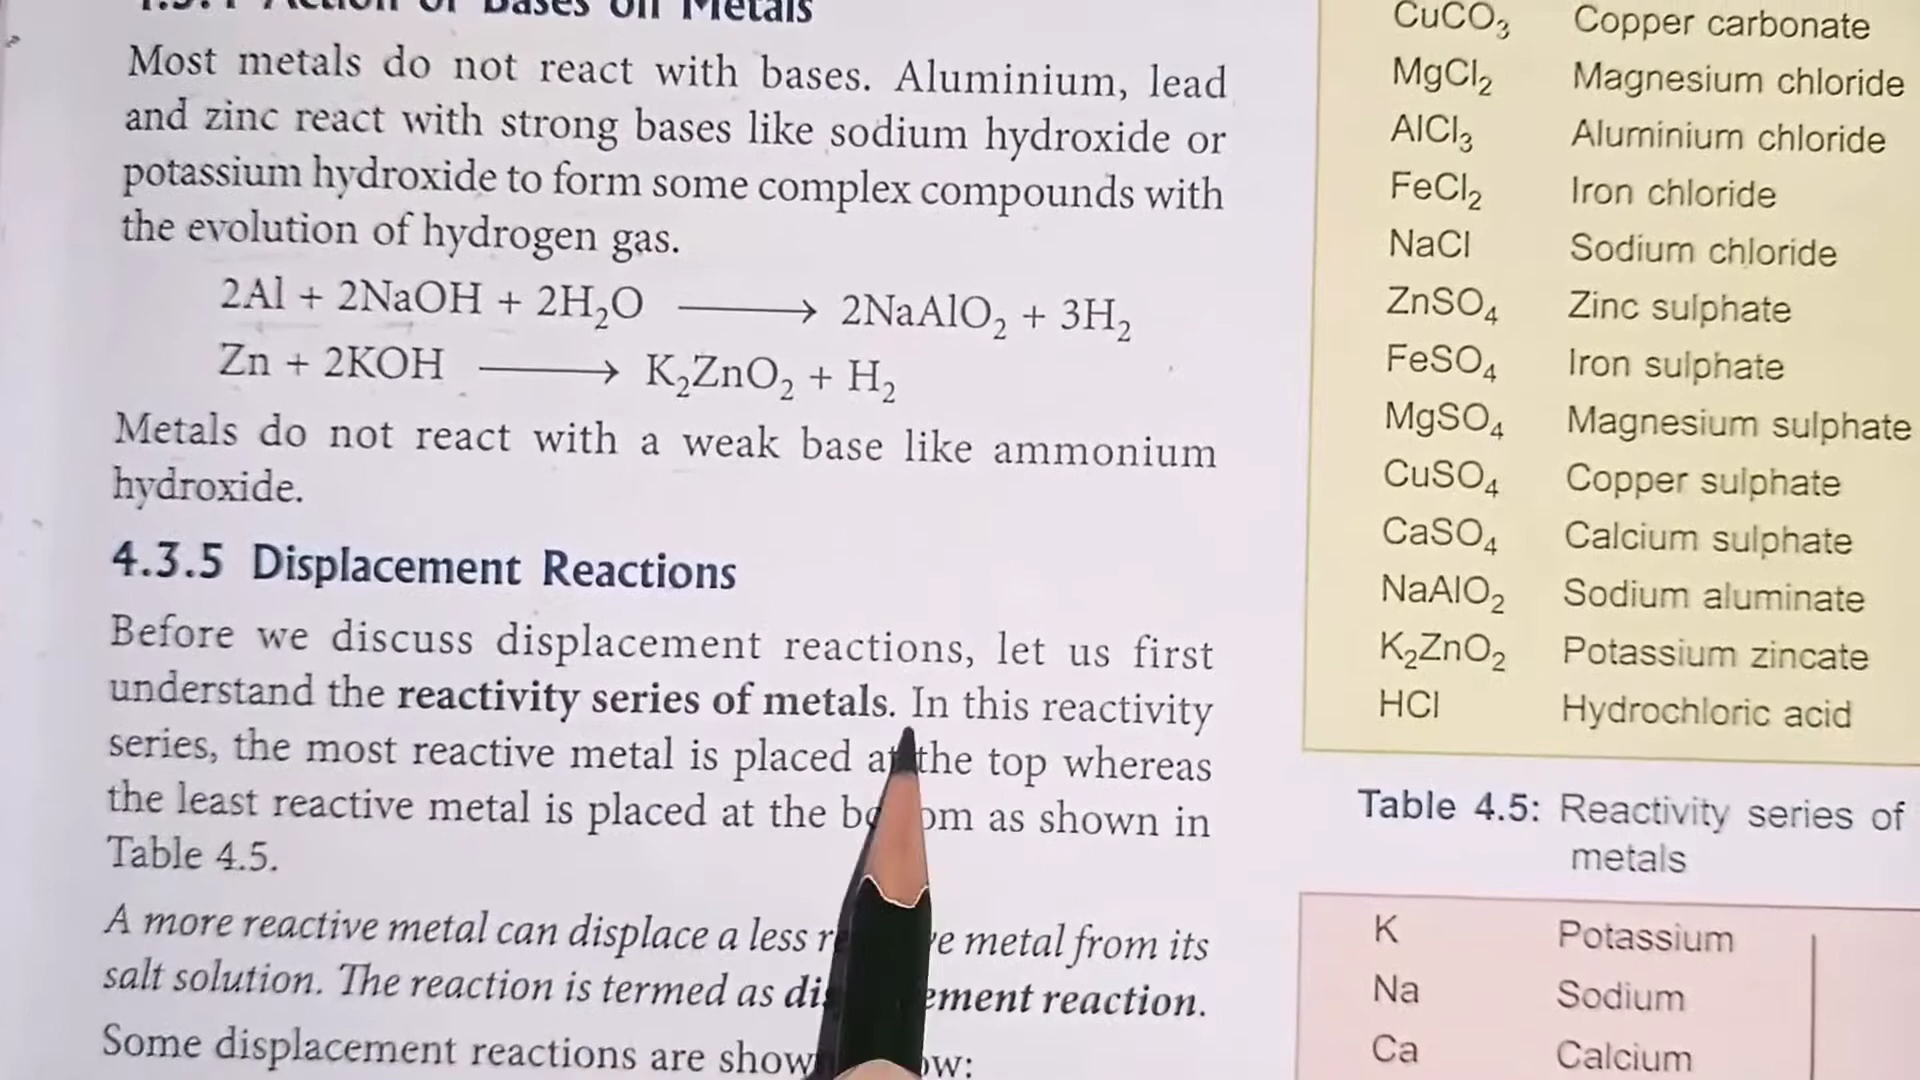 Action of Bases on Metals
Most metals do not react with bases. Aluminium, lead
and zinc react with strong bases like sodium hydroxide or
potassium hydroxide to form some complex compounds with
the evolution of hydrogen gas.
2Al + 2NaOH + 2H₂O ⟶ 2NaAlO₂ + 3H₂
Zn + 2KOH ⟶ K₂ZnO₂ + H₂
Metals do not react with a weak base like ammonium
hydroxide.
4.3.5 Displacement Reactions
Before we discuss displacement reactions, let us first
understand the reactivity series of metals. In this reactivity
series, the most reactive metal is placed at the top whereas
the least reactive metal is placed at the as shown in
Table 4.5.
A more reactive metal can displace a less metal from its
salt solution. The reaction is termed as reaction.
Some displacement reactions are
CuCO₃ Copper carbonate
MgCl₂ Magnesium chloride
AlCl₃ Aluminium chloride
FeCl₂ Iron chloride
NaCl Sodium chloride
ZnSO₄ Zinc sulphate
FeSO₄ Iron sulphate
MgSO₄ Magnesium sulphate
CuSO₄ Copper sulphate
CaSO₄ Calcium sulphate
NaAlO₂ Sodium aluminate
K₂ZnO₂ Potassium zincate
HCl Hydrochloric acid
Table 4.5: Reactivity series of
metals
K Potassium
Na Sodium
Ca Calcium